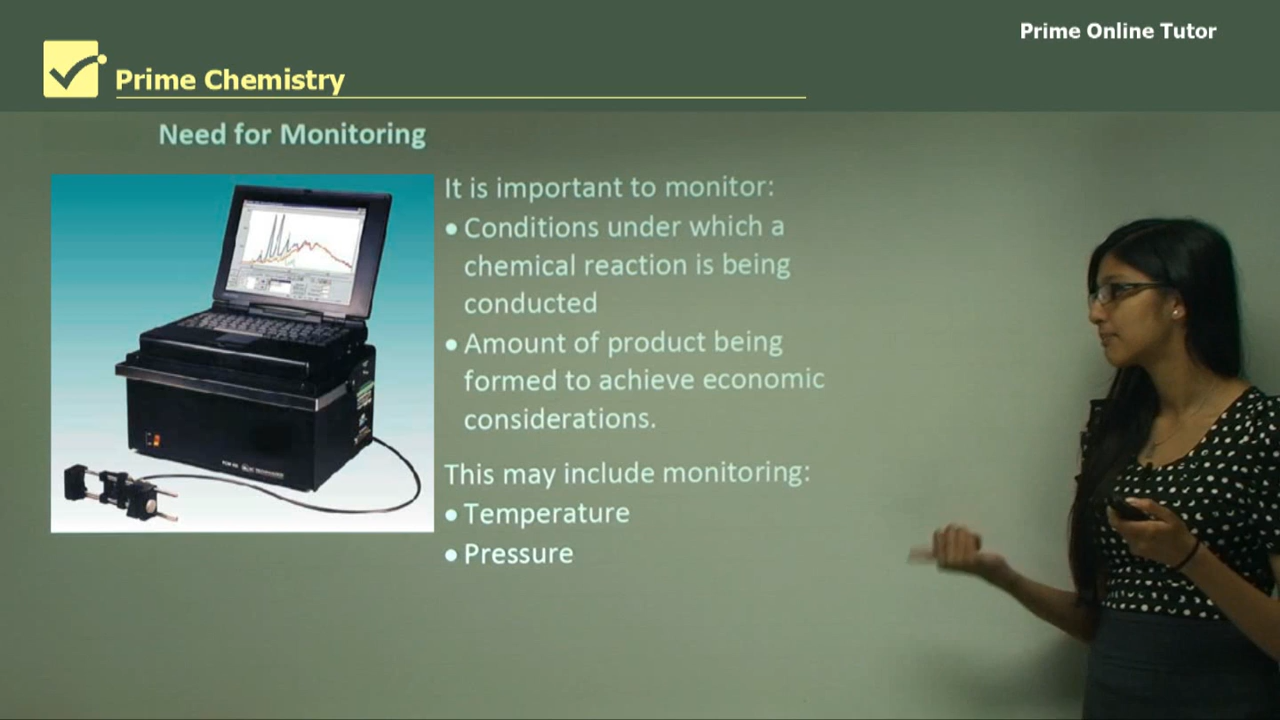 Prime Online Tutor
Prime Chemistry
Need for Monitoring
It is important to monitor:
• Conditions under which a
chemical reaction is being
conducted
• Amount of product being
formed to achieve economic
considerations.
This may include monitoring:
• Temperature
• Pressure